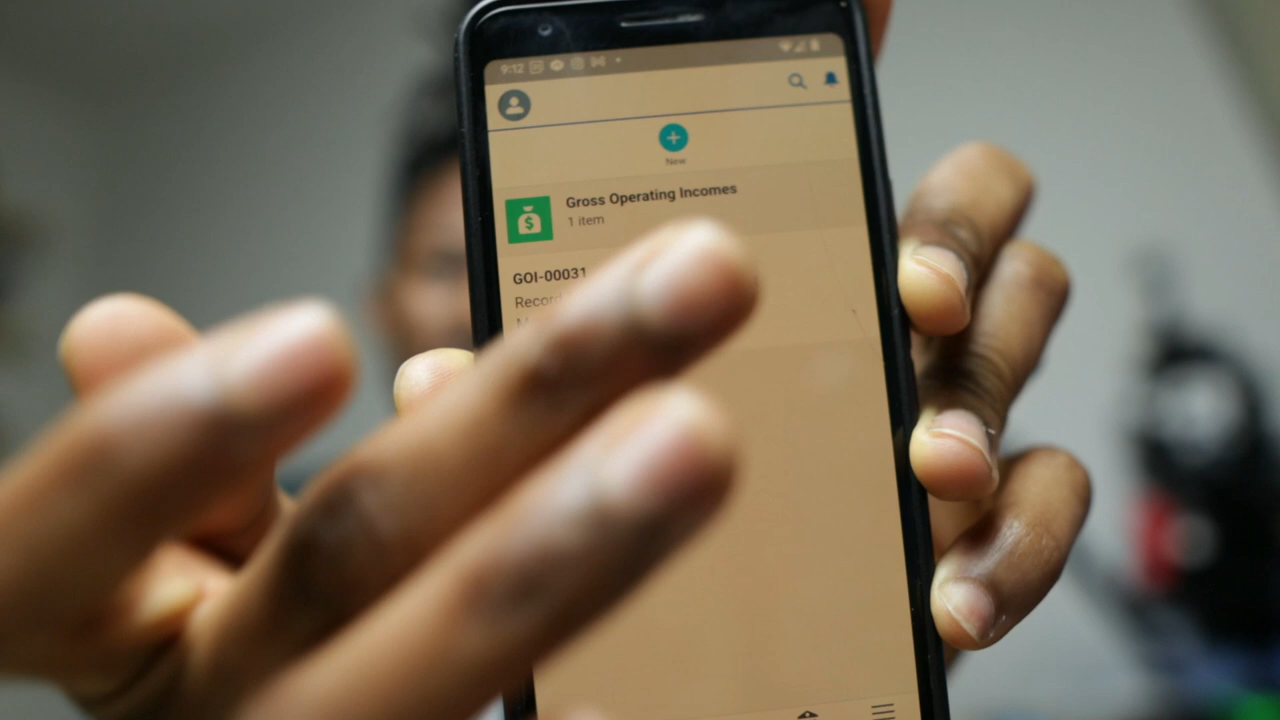 9:12
New
Gross Operating Incomes
1 item
GOI-00031
Record